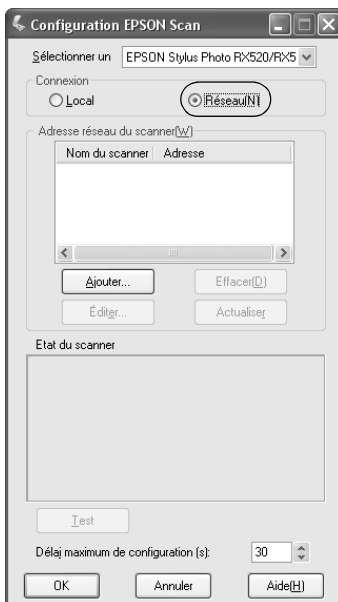 Configuration EPSON Scan
Sélectionner un EPSON Stylus Photo RX520/RX5
Connexion
Local Réseau(N)
Adresse réseau du scanner(W)
Nom du scanner Adresse
Ajouter... Effacer(D)
Éditer... Actualiser
Etat du scanner
Test
Délaj maximum de configuration (s): 30
OK Annuler Aide(H)